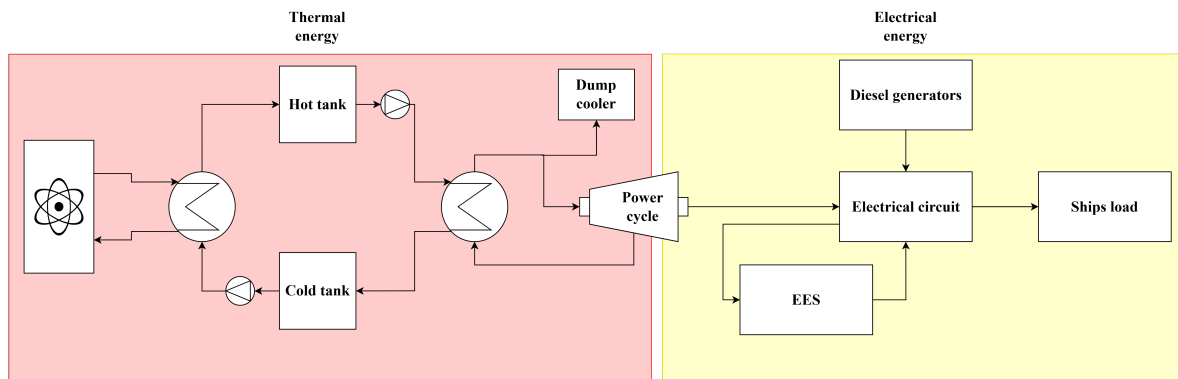 Thermal
energy
Electrical
energy
Hot tank
Dump
cooler
Diesel generators
Power
cycle
Electrical circuit
Ships load
Cold tank
EES